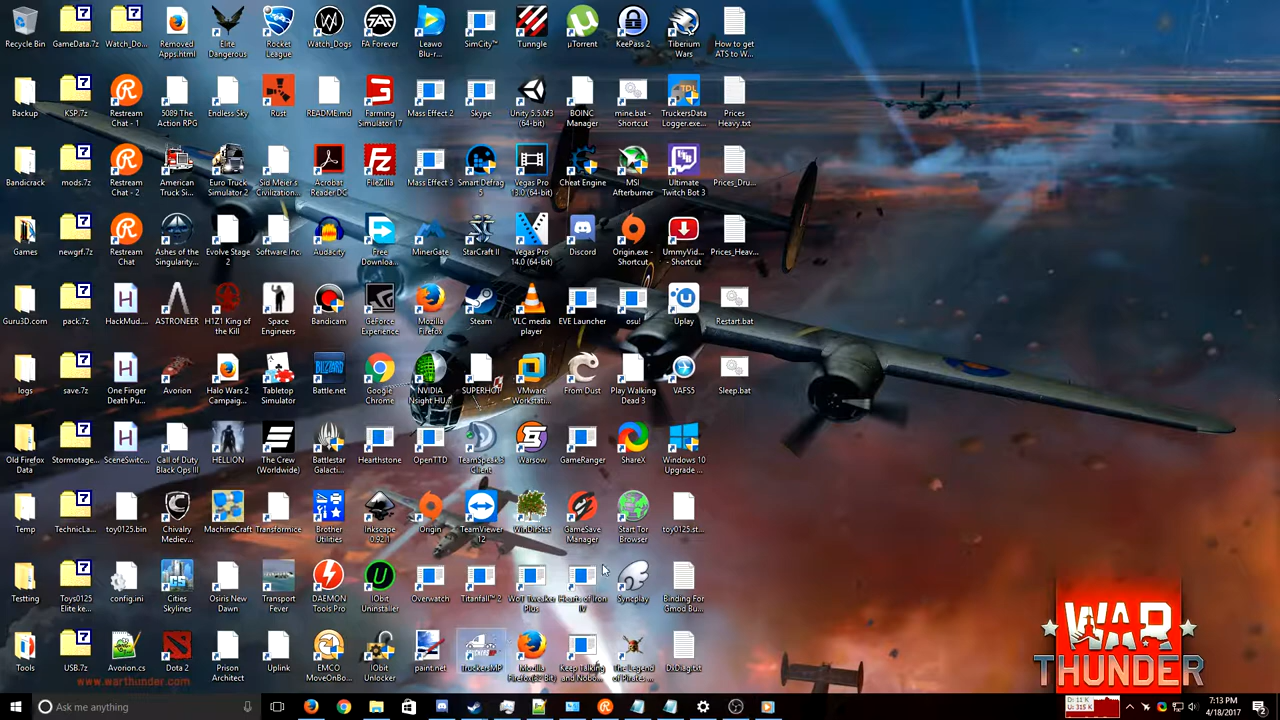 Recycle Bin
GameData.7z
Watch_Do...
Removed
Apps.html
Elite
Dangerous
Rocket
League
Watch_Dogs
FA Forever
Leawo
Blu-r...
SimCity™
Tunngle
µTorrent
KeePass 2
Tiberium
Wars
How to get
ATS to W...
Backup
KSP.7z
Restream
Chat - 1
5089 The
Action RPG
Endless Sky
Rust
README.md
Farming
Simulator 17
Mass Effect 2
Skype
Unity 5.5.0f3
(64-bit)
BOINC
Manager
mine.bat -
Shortcut
TruckersData
Logger.exe...
Prices
Heavy.txt
Bandicrack
mods.7z
Restream
Chat - 2
American
Truck Si...
Euro Truck
Simulator 2
Sid Meier's
Civilization...
Acrobat
Reader DC
FileZilla
Mass Effect 3
Smart Defrag
5
Vegas Pro
13.0 (64-bit)
Cheat Engine
MSI
Afterburner
Ultimate
Twitch Bot 3
Prices_Dru...
Games
newgrf.7z
Restream
Chat
Ashes of the
Singularity...
Evolve Stage
2
Software Inc.
Audacity
Free
Downloa...
MinerGate
StarCraft II
Vegas Pro
14.0 (64-bit)
Discord
Origin.exe -
Shortcut
UmmyVid...
- Shortcut
Prices_Heav...
Guru3D.com
pack.7z
HackMud....
ASTRONEER
H1Z1 King of
the Kill
Space
Engineers
Bandicam
GeForce
Experience
Mozilla
Firefox
Steam
VLC media
player
EVE Launcher
osu!
Uplay
Restart.bat
logs
save.7z
One Finger
Death Pu...
Avorion
Halo Wars 2
Campaig...
Tabletop
Simulator
Battle.net
Google
Chrome
NVIDIA
Nsight HU...
SUPERHOT
VMware
Workstati...
From Dust
Play Walking
Dead 3
VAFS5
Sleep.bat
Old Firefox
Data
Stormotage...
SceneSwitc...
Call of Duty
Black Ops III
HELLION
The Crew
(Worldwide)
Battlestar
Galacti...
Hearthstone
OpenTTD
TeamSpeak 3
Client
Warsow
GameRanger
ShareX
Windows 10
Upgrade ...
Temp
TechnicLa...
toy0125.bin
Chivalry
Mediev...
MachineCraft
Transformice
Brother
Utilities
Inkscape
0.92.1
Origin
TeamViewer
12
WinDirStat
GameSave
Manager
Start Tor
Browser
toy0125.st...
Testing
Toys0125
Elite ke...
config.ini
Cities
Skylines
Osiris New
Dawn
Transport
Fever
DAEMON
Tools Pro
IObit
Uninstaller
Overwatch
Titanfall™ 2
WoT Tweaker
Plus
Hearts of Iron
IV
Syncplay
Binding For
Gmod Bu...
Tools
USB.7z
Avorion.cs
Dota 2
Prison
Architect
Uplink
EMCO
MoveOnBo...
IObit
Unlocker
paint.net
TruckersMP
Mozilla
Firefox(32 Bit)
Keep Talking
and Nobo...
The Legend
of Pirates ...
DxDiag.txt
www.warthunder.com
WAR
THUNDER
Ask me anything
D: 11 K
U: 315 K
7:13 PM
4/18/2017
2